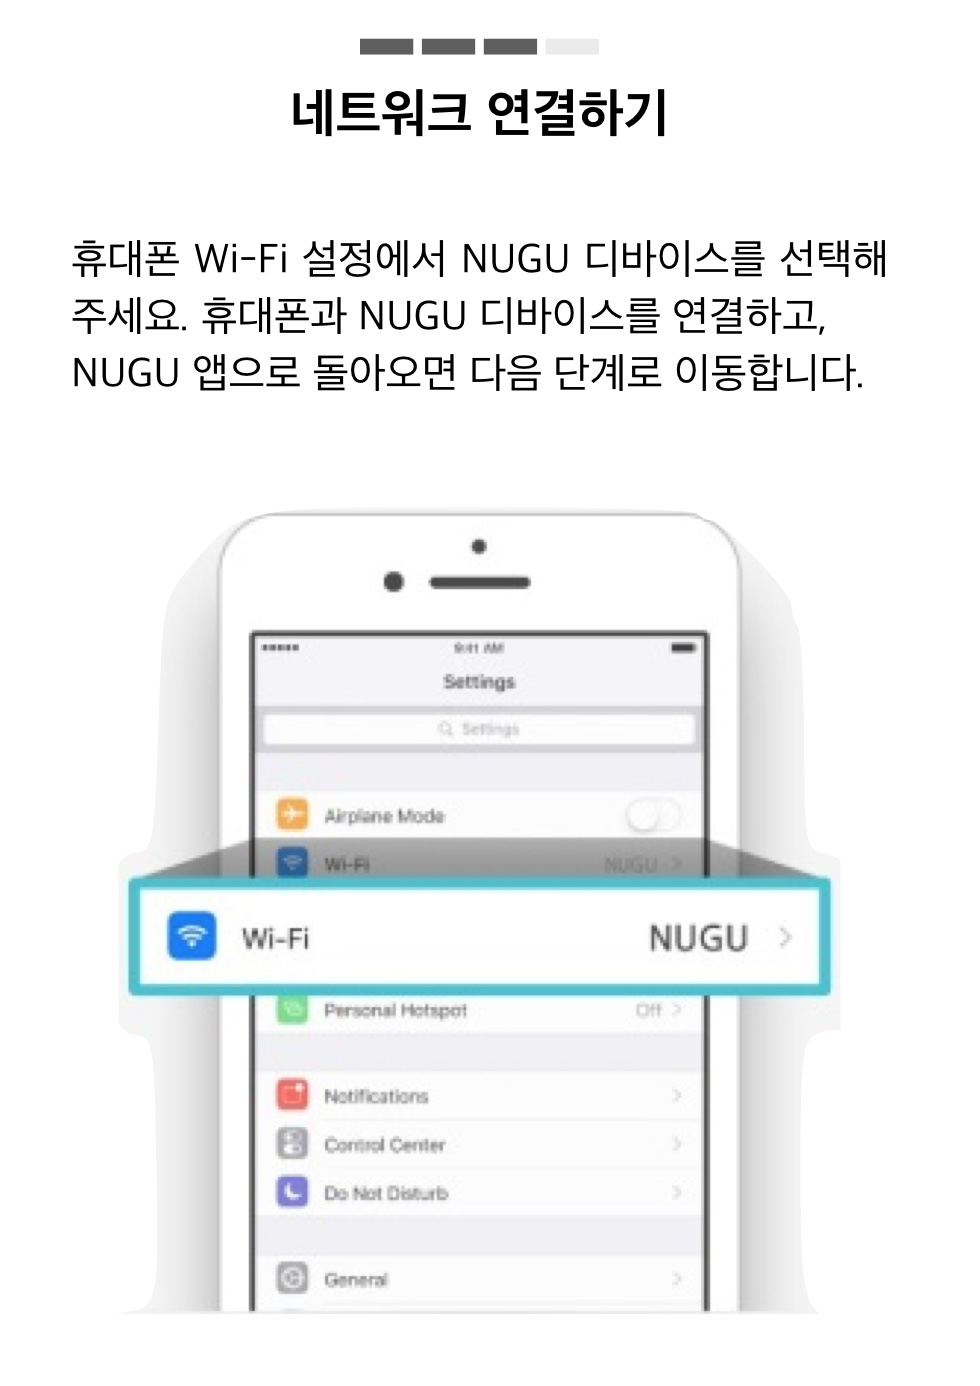 네트워크 연결하기
휴대폰 Wi-Fi 설정에서 NUGU 디바이스를 선택해
주세요. 휴대폰과 NUGU 디바이스를 연결하고,
NUGU 앱으로 돌아오면 다음 단계로 이동합니다.
9:41 AM
Settings
Settings
Airplane Mode
Wi-Fi NUGU
Wi-Fi NUGU
Personal Hotspot Off
Notifications
Control Center
Do Not Disturb
General